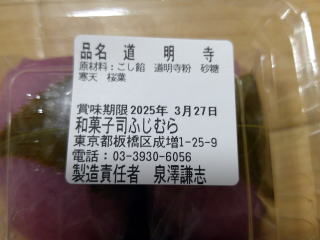 品名 道 明 寺
原材料：こし餡 道明寺粉 砂糖
寒天 桜葉
賞味期限 2025年 3月27日
和菓子司ふじむら
東京都板橋区成増1-25-9
電話：03-3930-6056
製造責任者 泉澤謙志